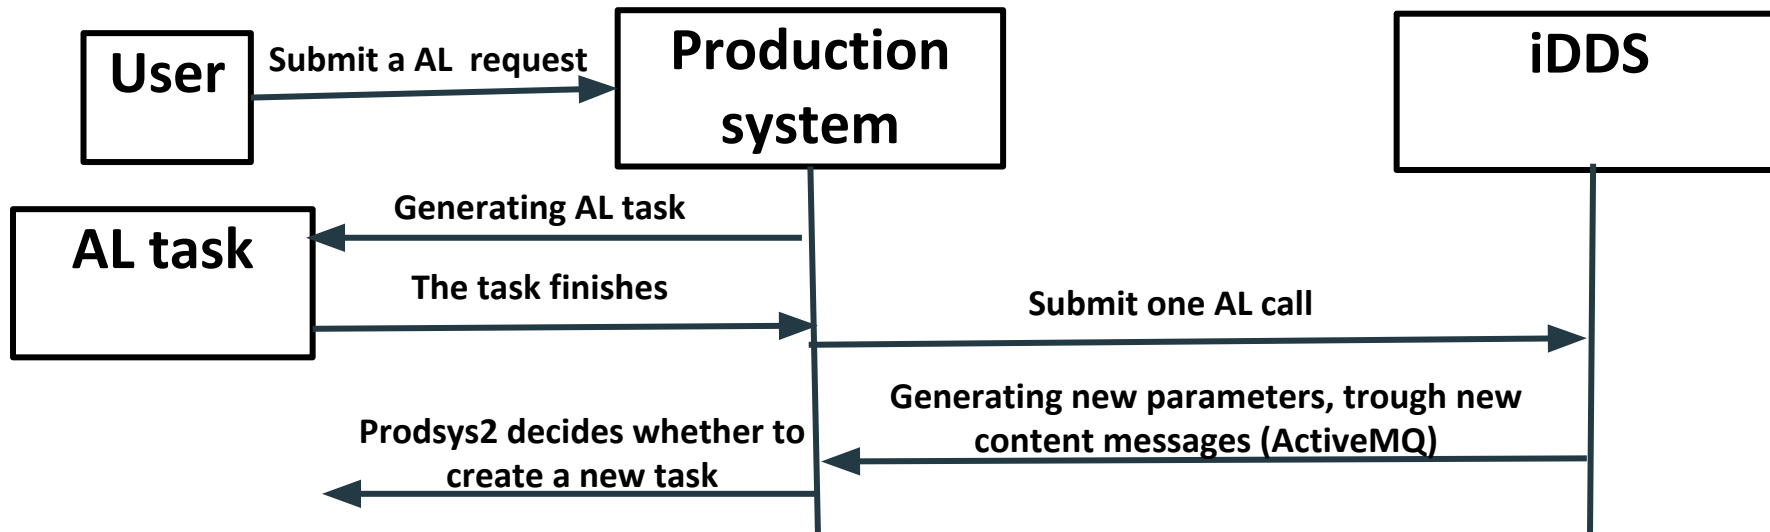 User
Submit a AL request
Production
system
iDDS
Generating AL task
AL task
The task finishes
Submit one AL call
Generating new parameters, trough new
content messages (ActiveMQ)
Prodsys2 decides whether to
create a new task